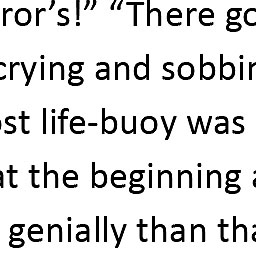 ror’s!” “There go
crying and sobbin
ost life-buoy was
at the beginning a
genially than tha